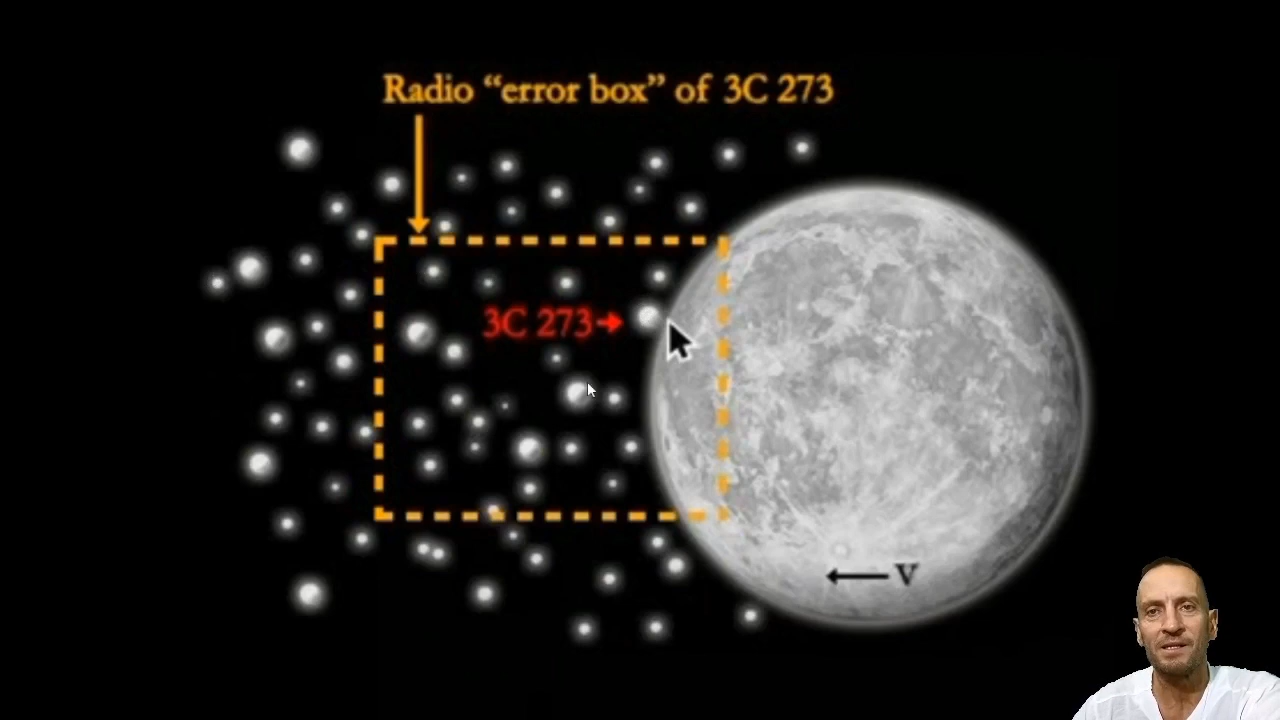 Radio “error box” of 3C 273
3C 273
V